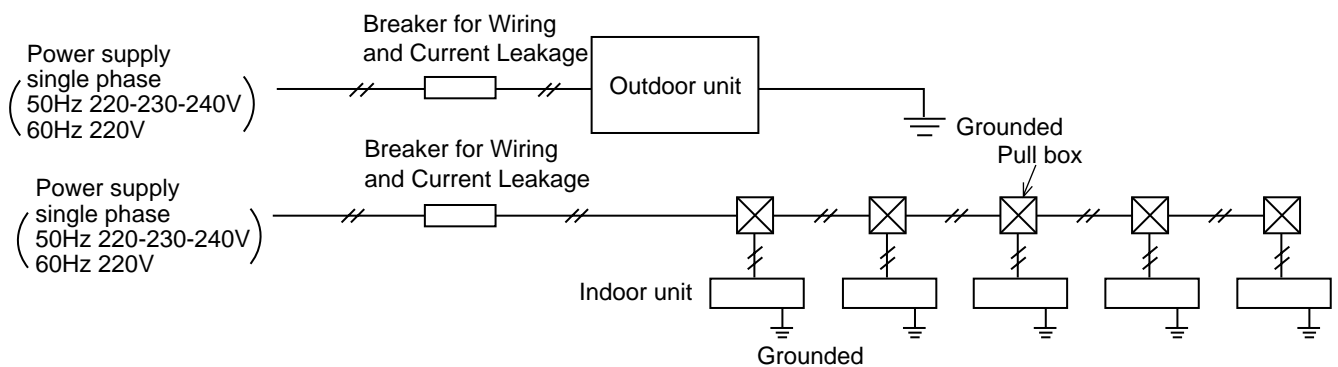 Breaker for Wiring
and Current Leakage
Power supply
single phase
50Hz 220-230-240V
60Hz 220V
Outdoor unit
Grounded
Pull box
Breaker for Wiring
and Current Leakage
Power supply
single phase
50Hz 220-230-240V
60Hz 220V
Indoor unit
Grounded